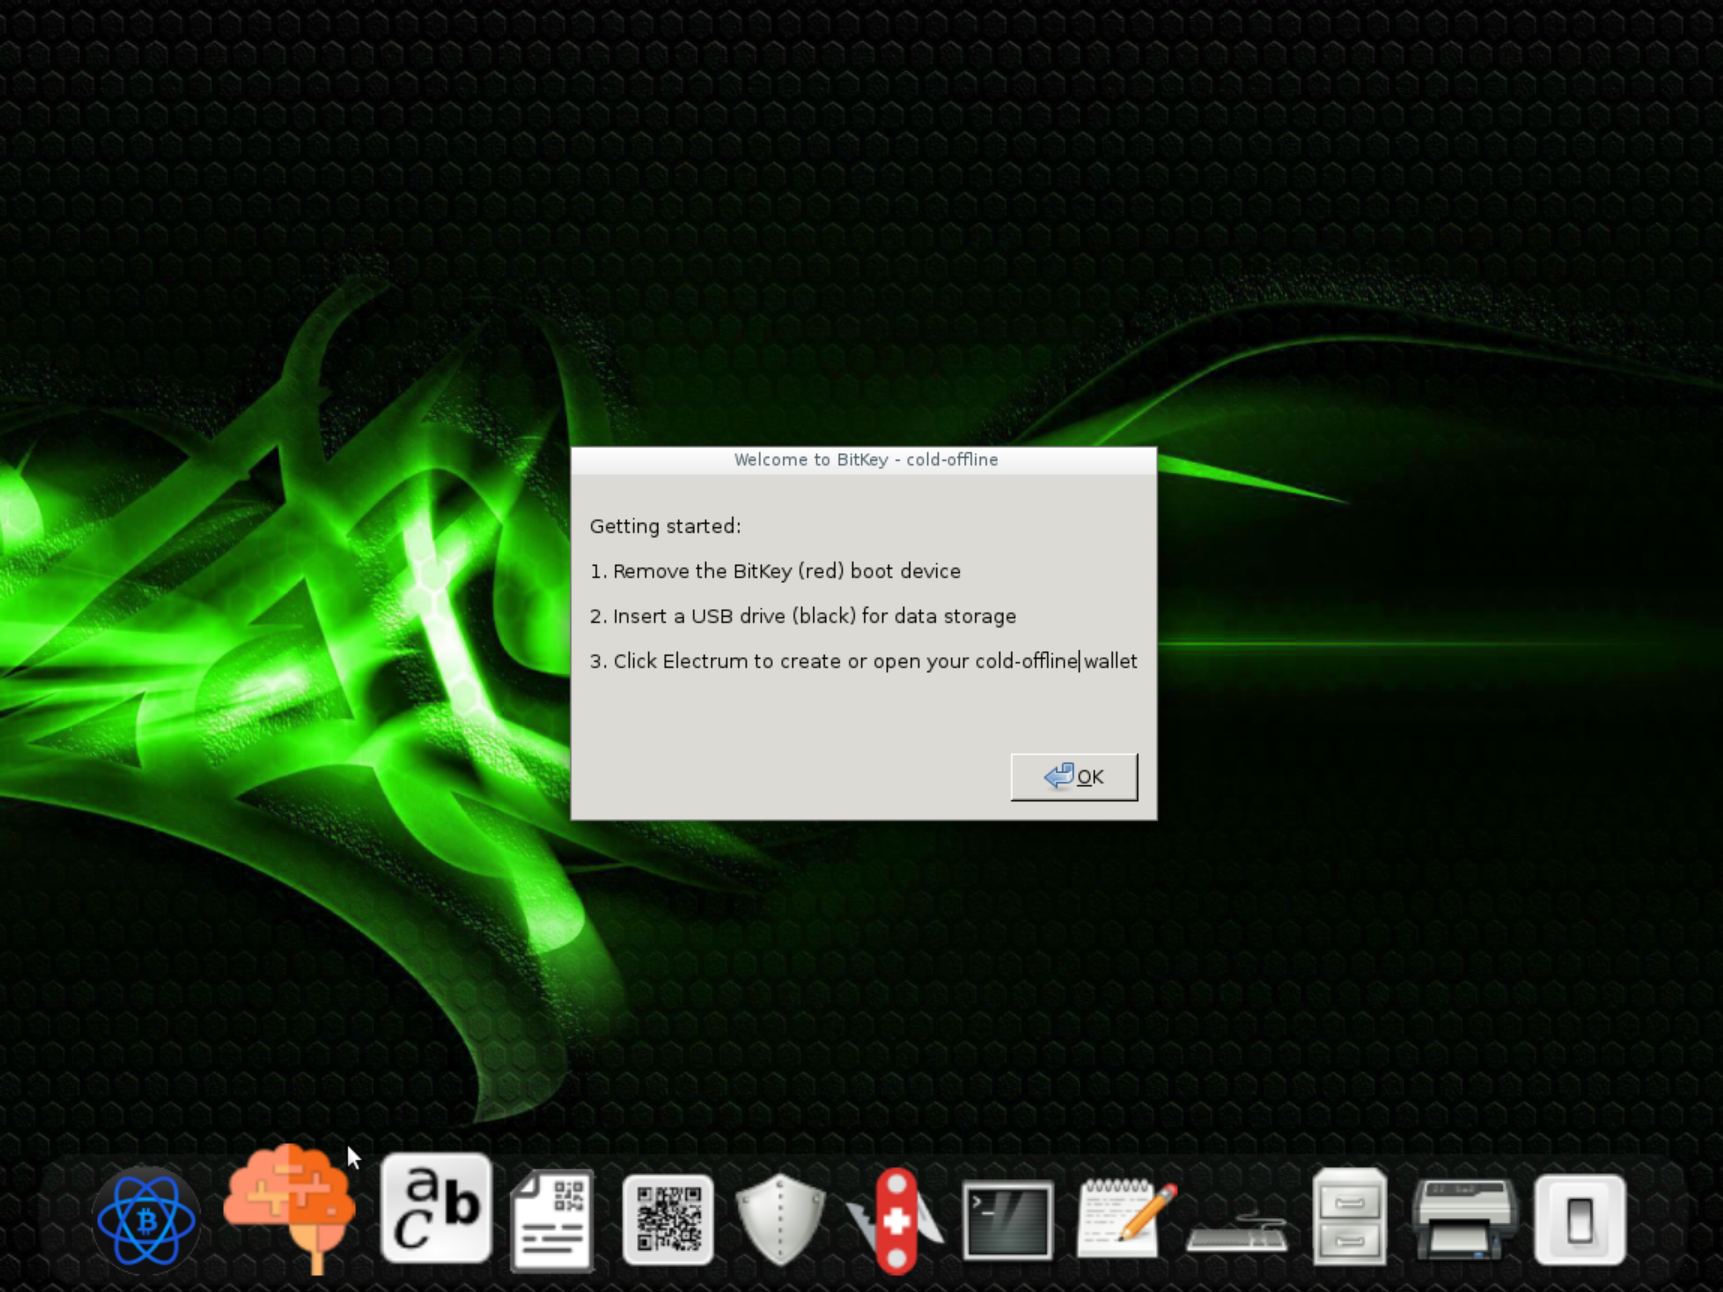 Welcome to BitKey - cold-offline
Getting started:
1. Remove the BitKey (red) boot device
2. Insert a USB drive (black) for data storage
3. Click Electrum to create or open your cold-offline wallet
OK
a
b
c
>_